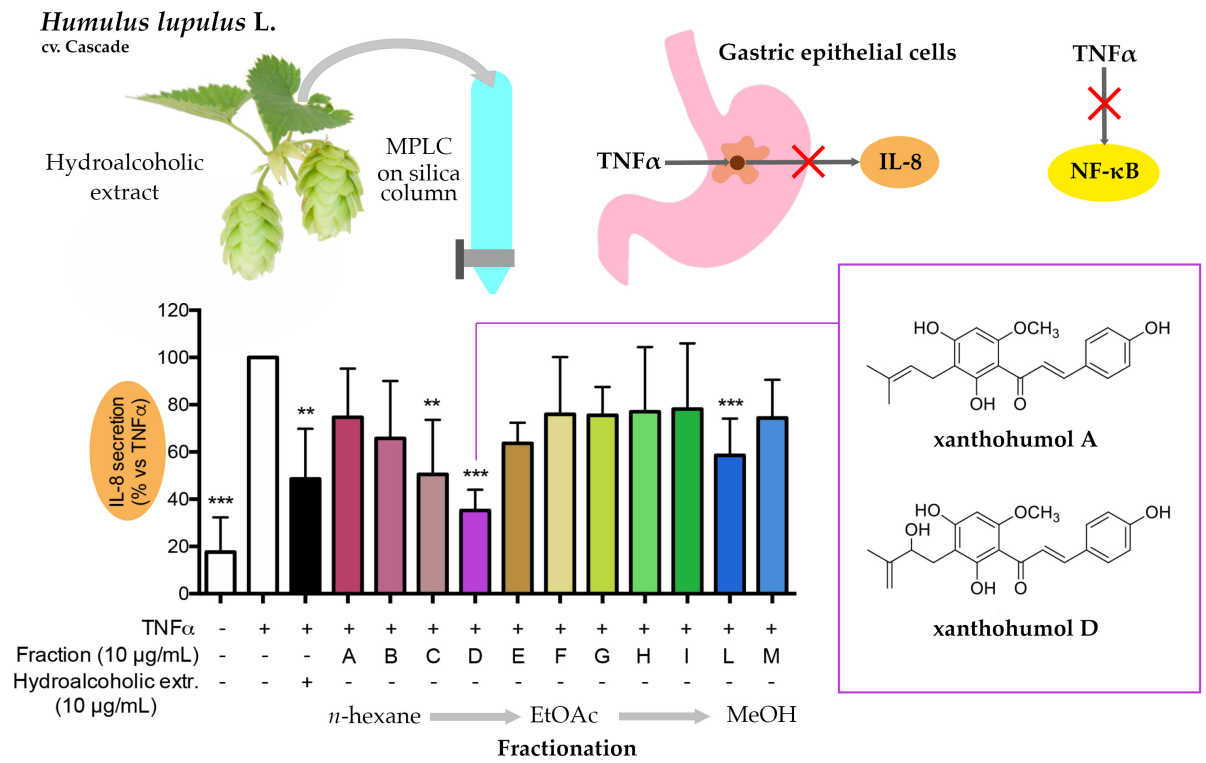 Humulus lupulus L.
cv. Cascade
Hydroalcoholic
extract
MPLC
on silica
column
Gastric epithelial cells
TNFα
IL-8
TNFα
NF-κB
IL-8 secretion
(% vs TNFα)
120
100
80
60
40
20
0
***
**
**
***
***
OH
HO
OCH3
OH
O
xanthohumol A
OH
HO
OH
OCH3
OH
O
xanthohumol D
TNFα - + + + + + + + + + + + + +
Fraction (10 µg/mL) - - - A B C D E F G H I L M
Hydroalcoholic extr. - - + - - - - - - - - - - -
(10 µg/mL)
n-hexane EtOAc MeOH
Fractionation